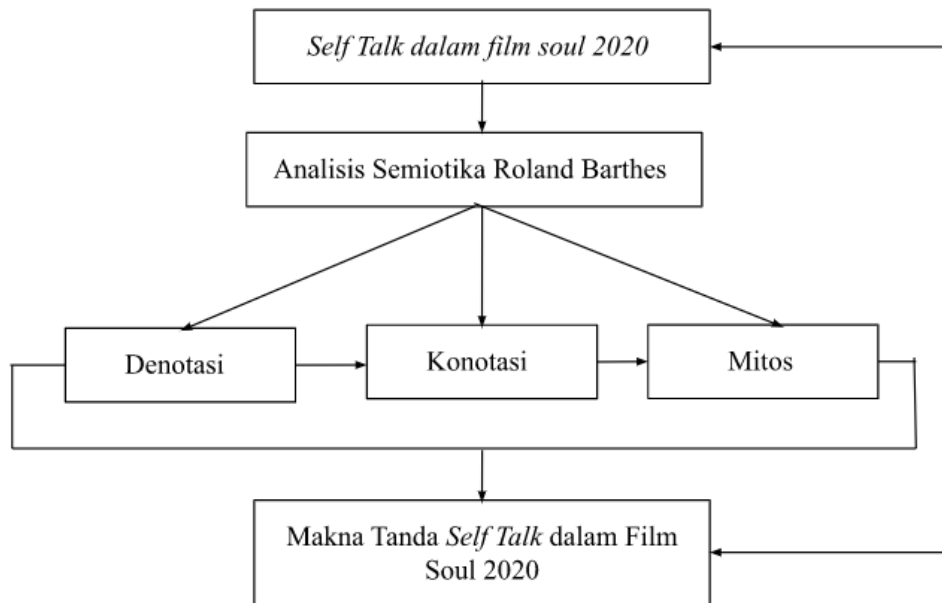 Self Talk dalam film soul 2020
Analisis Semiotika Roland Barthes
Denotasi
Konotasi
Mitos
Makna Tanda Self Talk dalam Film
Soul 2020